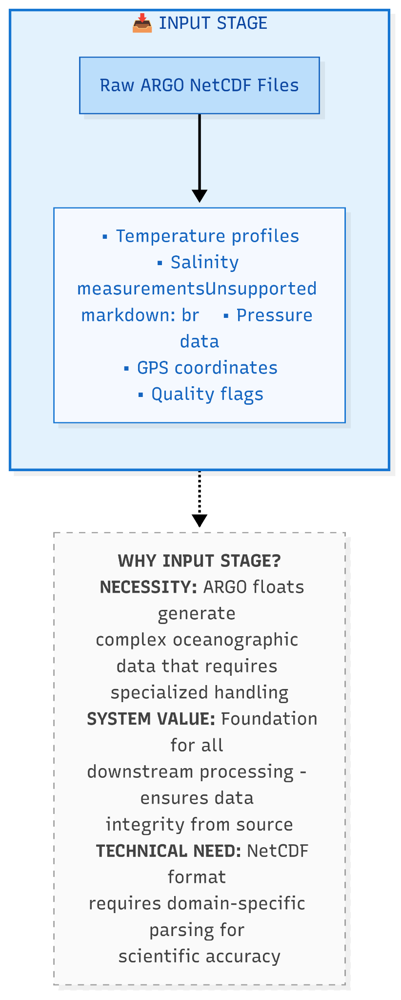 📥 INPUT STAGE
Raw ARGO NetCDF Files
▪ Temperature profiles
▪ Salinity
measurementsUnsupported
markdown: br ▪ Pressure
data
▪ GPS coordinates
▪ Quality flags
WHY INPUT STAGE?
NECESSITY: ARGO floats
generate
complex oceanographic
data that requires
specialized handling
SYSTEM VALUE: Foundation
for all
downstream processing -
ensures data
integrity from source
TECHNICAL NEED: NetCDF
format
requires domain-specific
parsing for
scientific accuracy